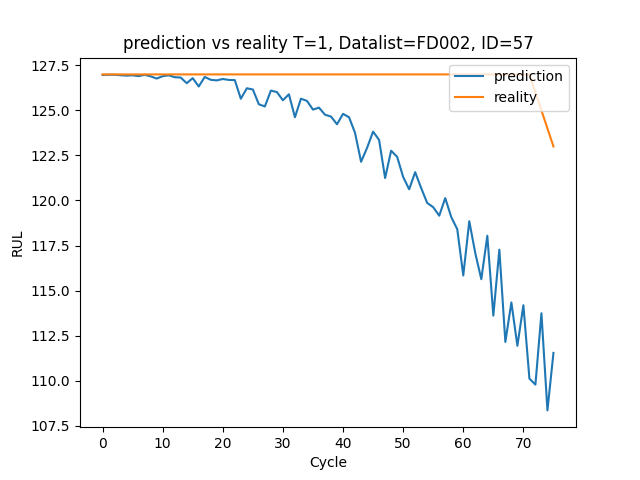 prediction vs reality T=1, Datalist=FD002, ID=57
127.5
125.0
122.5
120.0
117.5
115.0
112.5
110.0
107.5
RUL
prediction
reality
0 10 20 30 40 50 60 70
Cycle